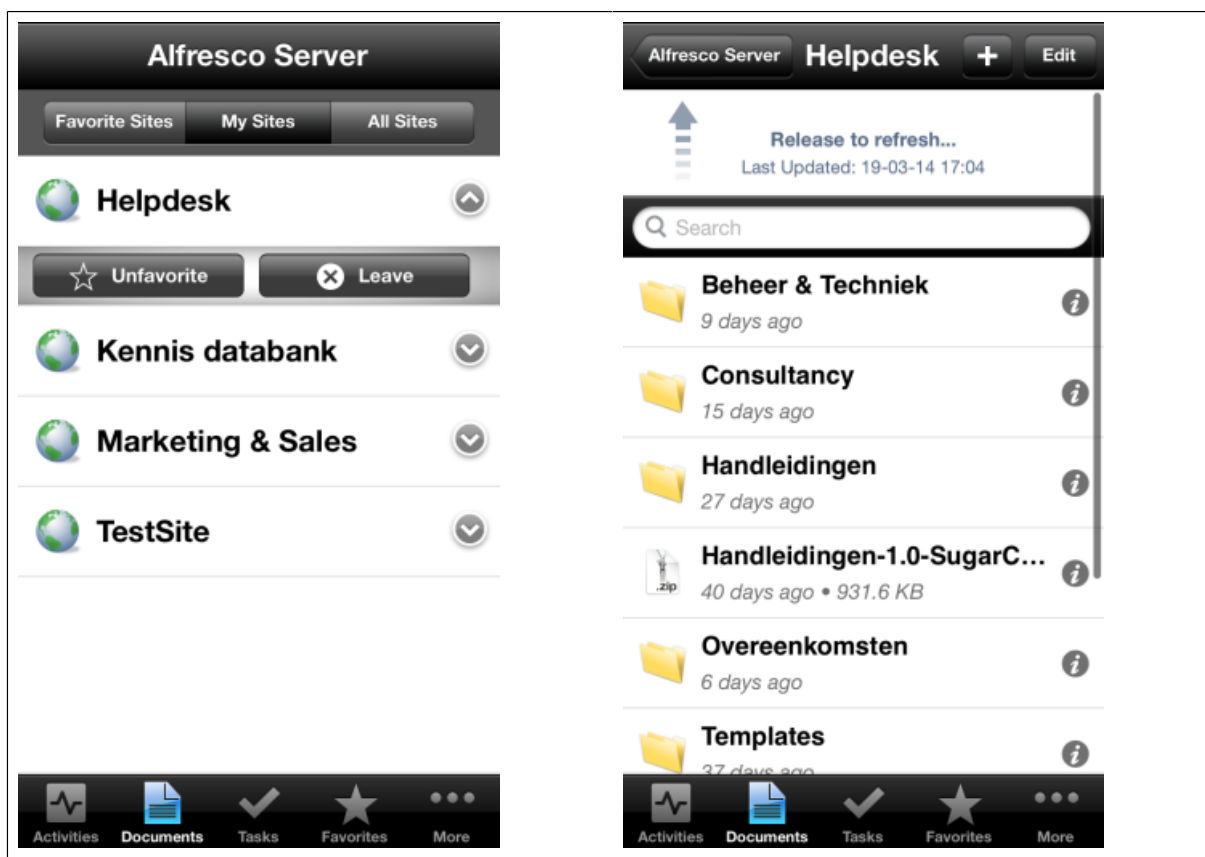 Alfresco Server
Favorite Sites My Sites All Sites
Helpdesk
Unfavorite Leave
Kennis databank
Marketing & Sales
TestSite
Activities Documents Tasks Favorites More
Alfresco Server Helpdesk + Edit
Release to refresh...
Last Updated: 19-03-14 17:04
Search
Beheer & Techniek
9 days ago
Consultancy
15 days ago
Handleidingen
27 days ago
Handleidingen-1.0-SugarC...
.zip
40 days ago • 931.6 KB
Overeenkomsten
6 days ago
Templates
37 days ago
Activities Documents Tasks Favorites More